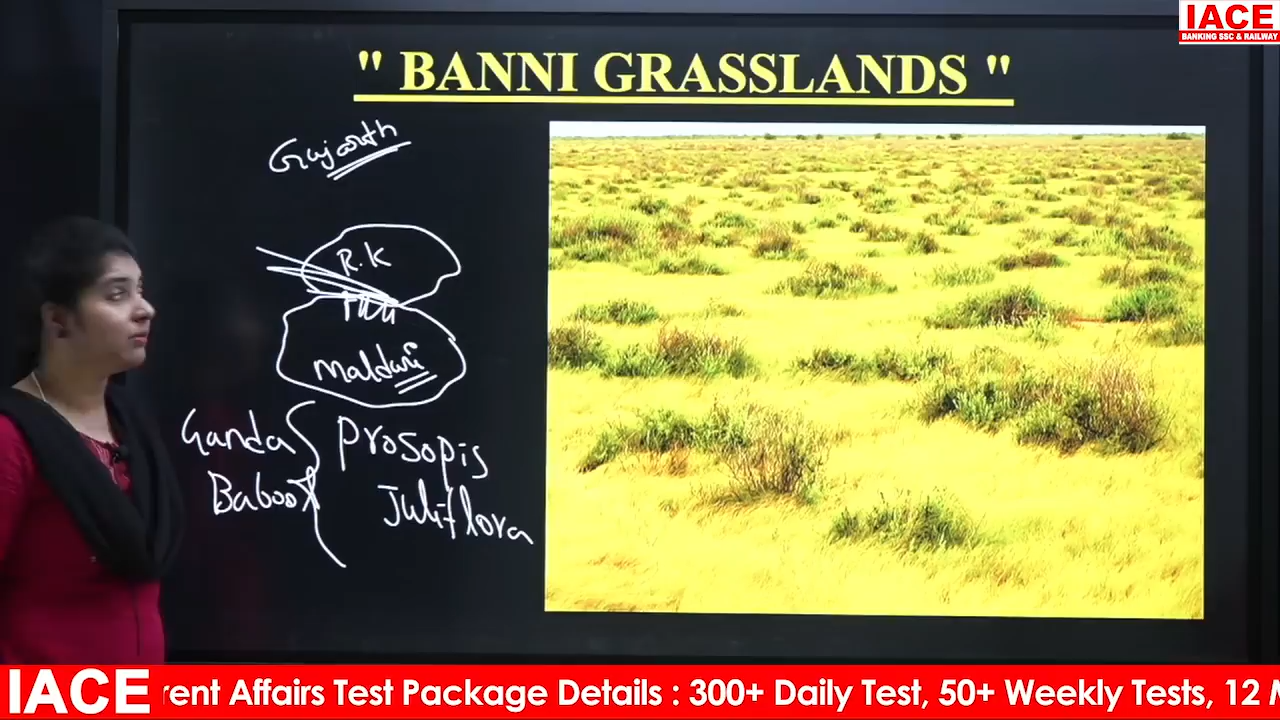 IACE
BANKING SSC & RAILWAY
" BANNI GRASSLANDS "
Gujarath
R.K
Maldari
Ganda
Babool
Prosopis
Juliflora
IACE
rent Affairs Test Package Details : 300+ Daily Test, 50+ Weekly Tests, 12 M